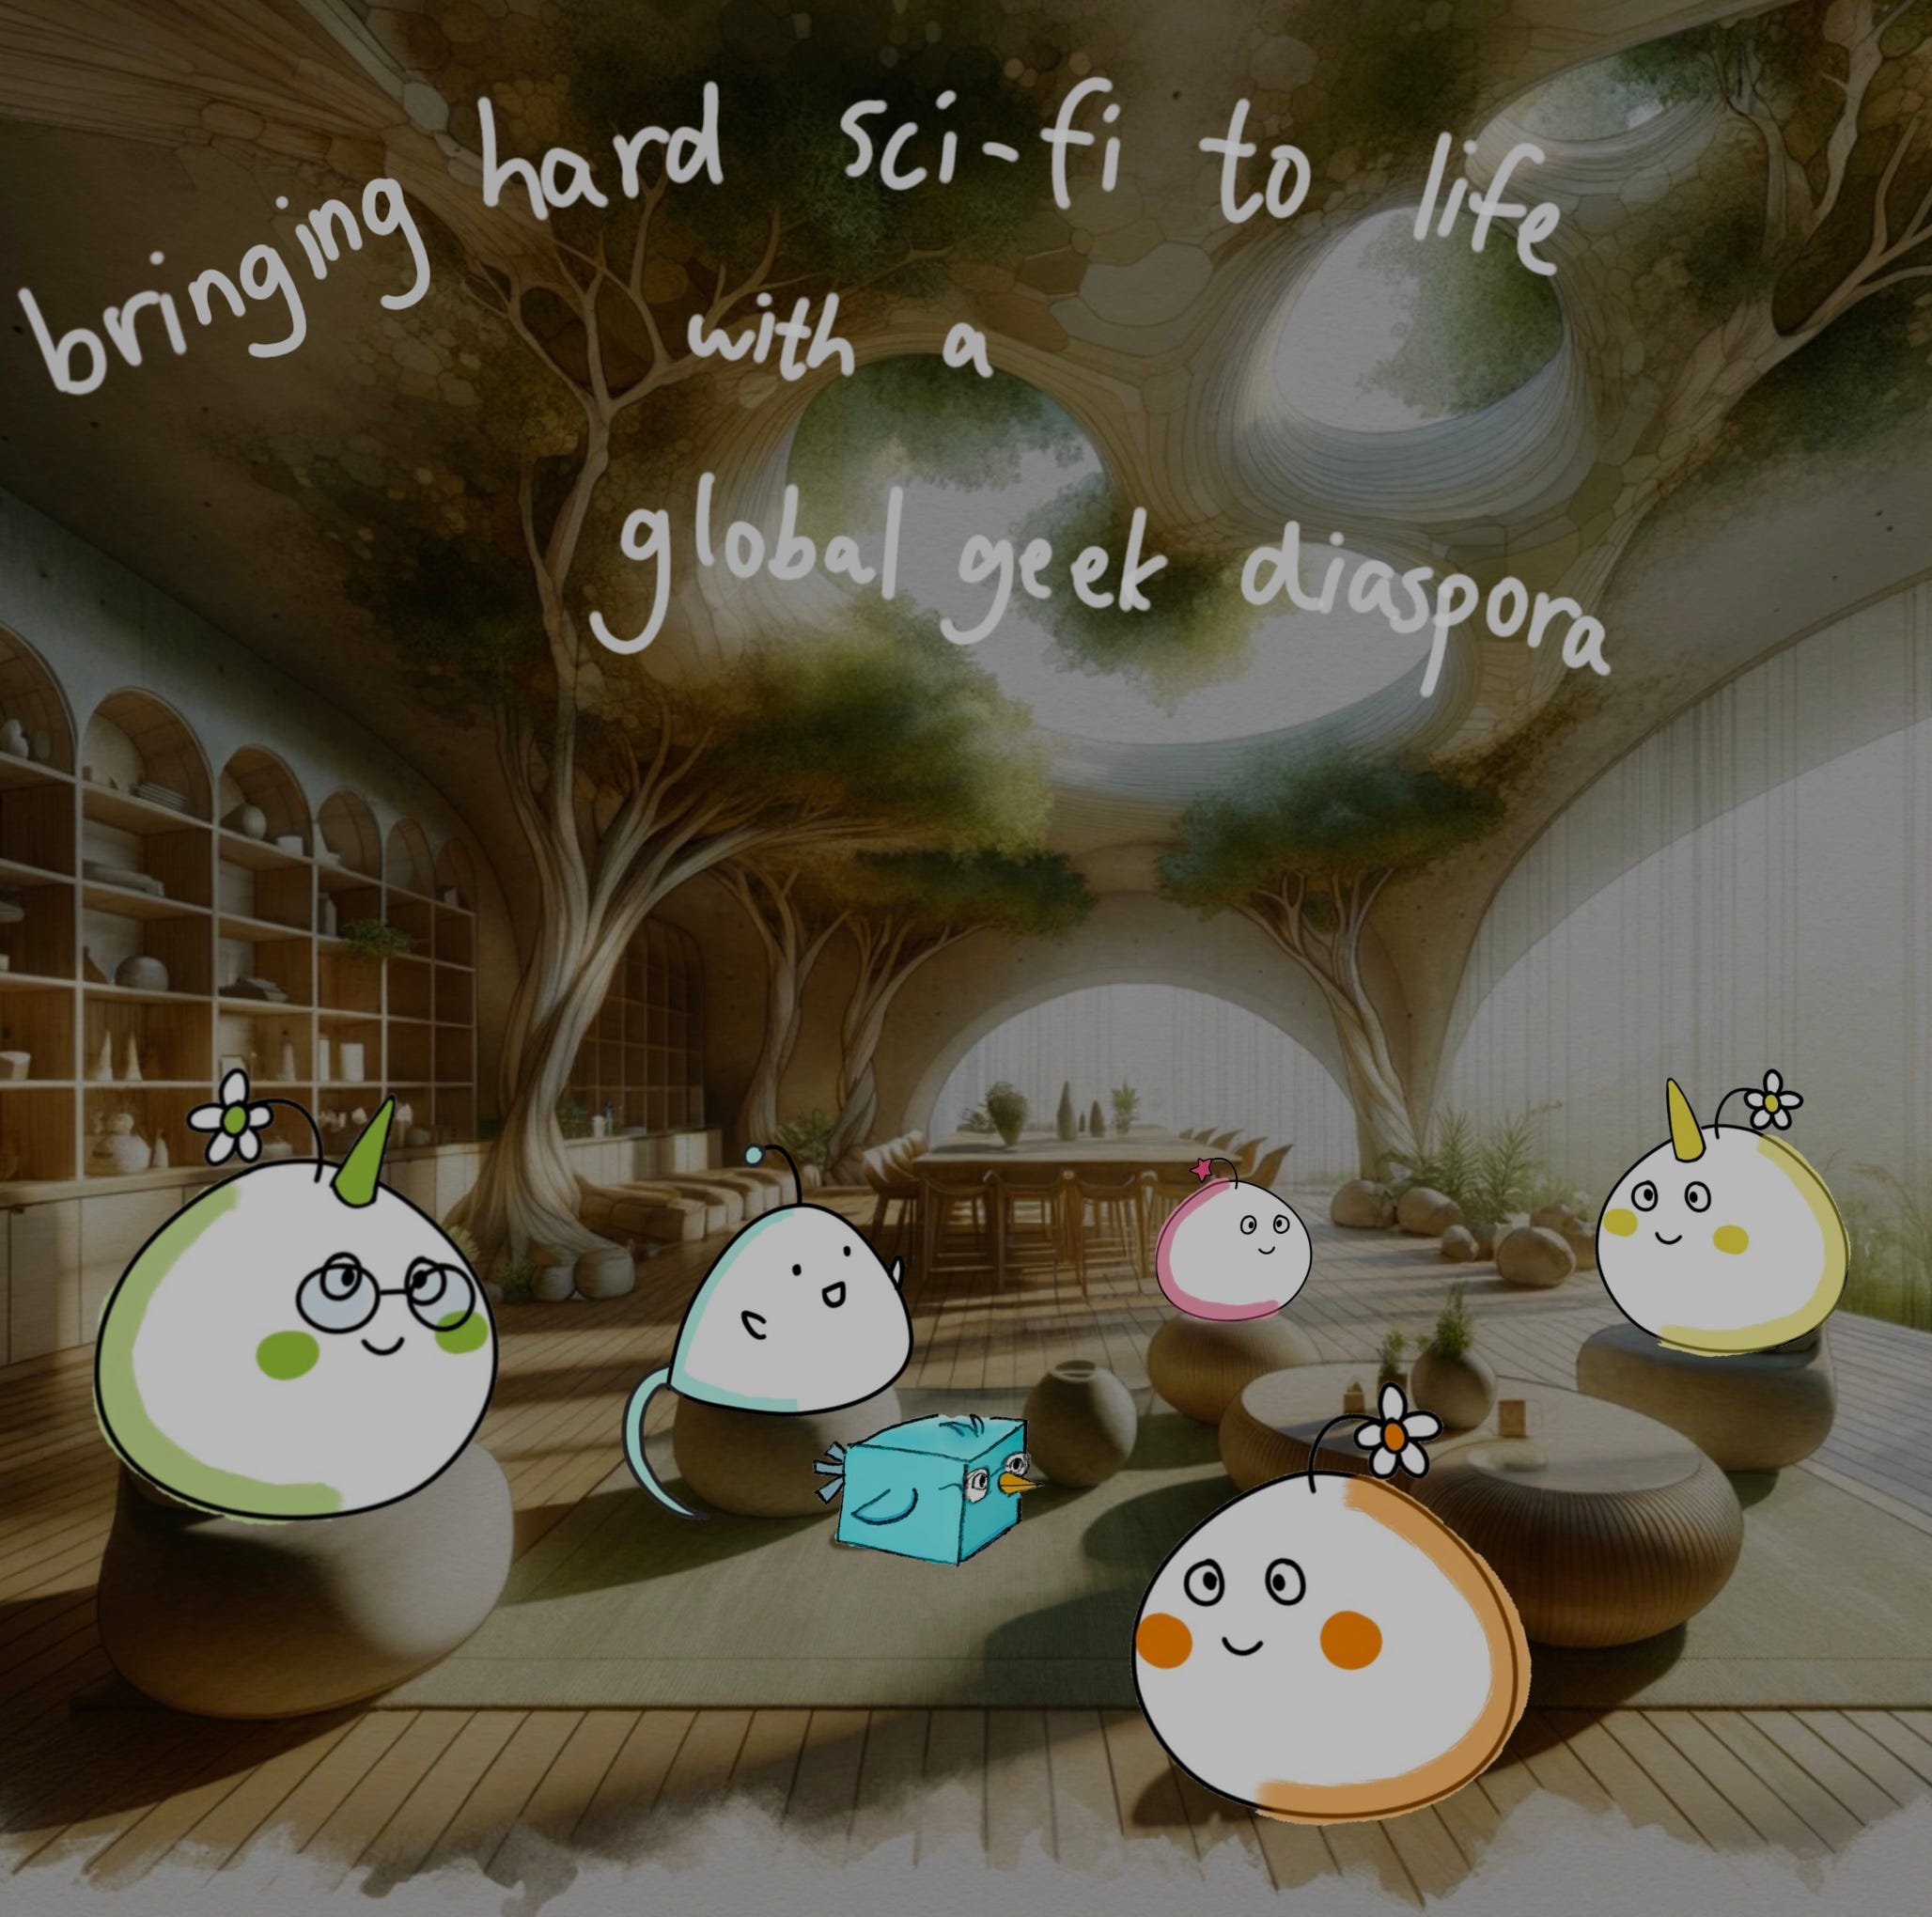 bringing hard sci-fi to life
with a
global geek diaspora